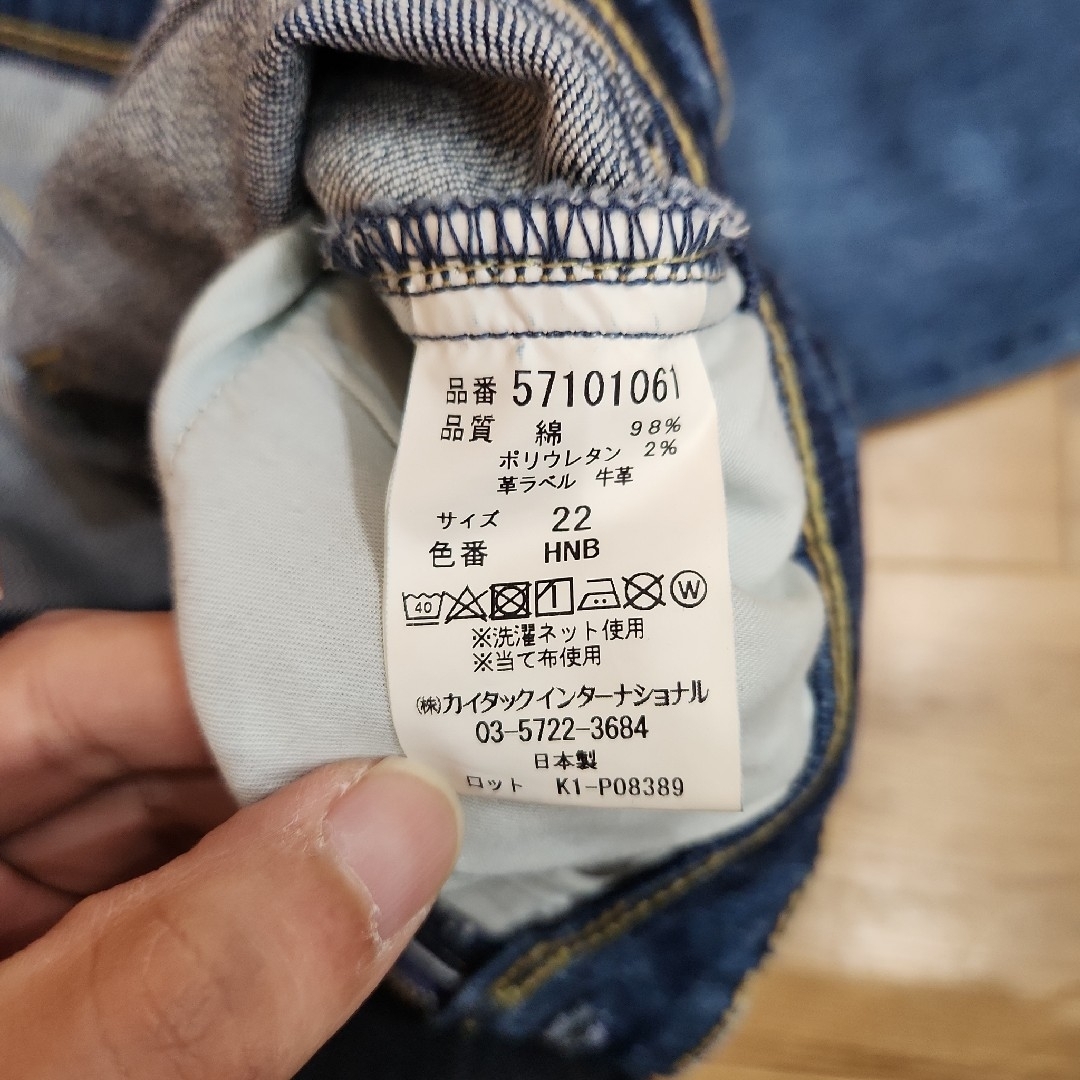 品番 57101061
品質 綿 98%
ポリウレタン 2%
革ラベル 牛革
サイズ 22
色番 HNB
40 W
※洗濯ネット使用
※当て布使用
㈱カイタックインターナショナル
03-5722-3684
日本製
ロット K1-P08389